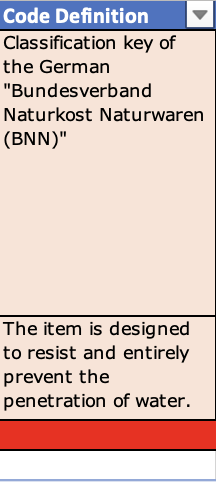 Code Definition
Classification key of
the German
"Bundesverband
Naturkost Naturwaren
(BNN)"
The item is designed
to resist and entirely
prevent the
penetration of water.